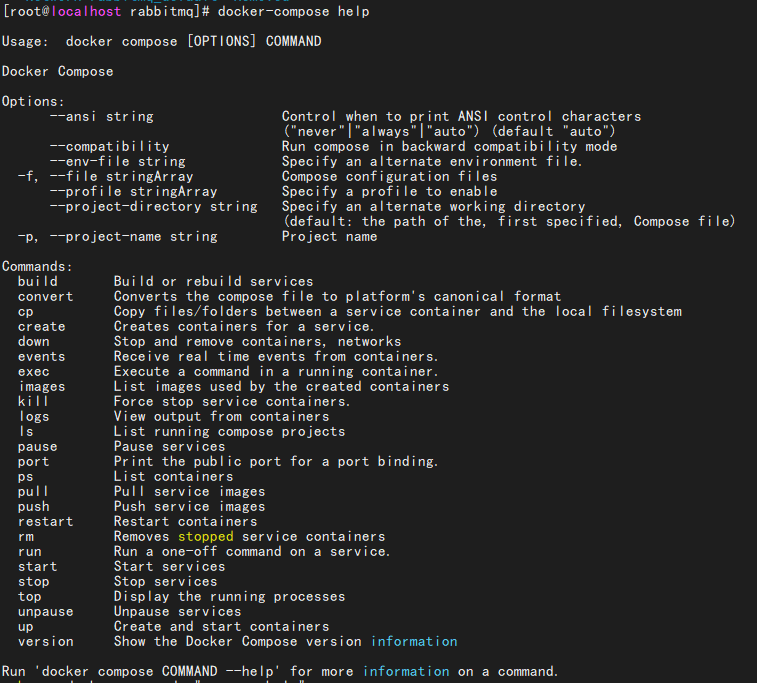 [root@localhost rabbitmq]# docker-compose help
Usage:  docker compose [OPTIONS] COMMAND
Docker Compose
Options:
      --ansi string                Control when to print ANSI control characters
                                   ("never"|"always"|"auto") (default "auto")
      --compatibility              Run compose in backward compatibility mode
      --env-file string            Specify an alternate environment file.
  -f, --file stringArray           Compose configuration files
      --profile stringArray        Specify a profile to enable
      --project-directory string   Specify an alternate working directory
                                   (default: the path of the, first specified, Compose file)
  -p, --project-name string        Project name
Commands:
  build       Build or rebuild services
  convert     Converts the compose file to platform's canonical format
  cp          Copy files/folders between a service container and the local filesystem
  create      Creates containers for a service.
  down        Stop and remove containers, networks
  events      Receive real time events from containers.
  exec        Execute a command in a running container.
  images      List images used by the created containers
  kill        Force stop service containers.
  logs        View output from containers
  ls          List running compose projects
  pause       Pause services
  port        Print the public port for a port binding.
  ps          List containers
  pull        Pull service images
  push        Push service images
  restart     Restart containers
  rm          Removes stopped service containers
  run         Run a one-off command on a service.
  start       Start services
  stop        Stop services
  top         Display the running processes
  unpause     Unpause services
  up          Create and start containers
  version     Show the Docker Compose version information
Run 'docker compose COMMAND --help' for more information on a command.